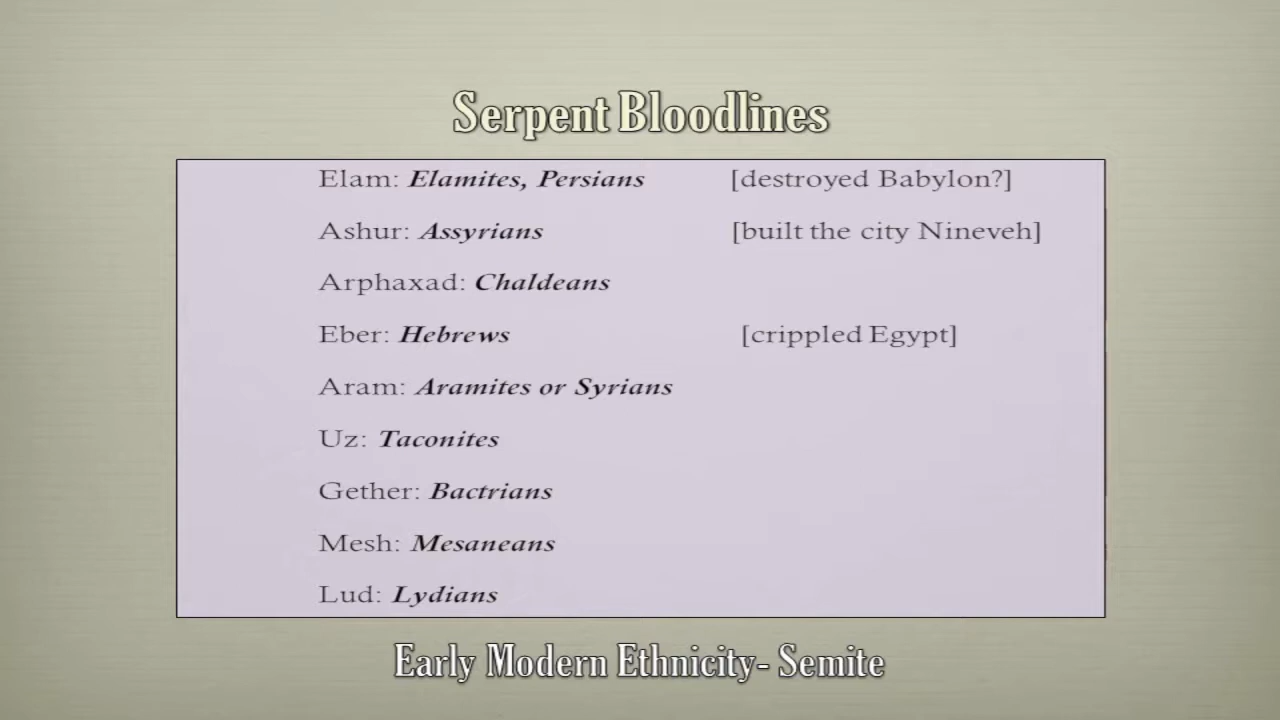 Serpent Bloodlines
Elam: Elamites, Persians [destroyed Babylon?]
Ashur: Assyrians [built the city Nineveh]
Arphaxad: Chaldeans
Eber: Hebrews [crippled Egypt]
Aram: Aramites or Syrians
Uz: Taconites
Gether: Bactrians
Mesh: Mesaneans
Lud: Lydians
Early Modern Ethnicity- Semite